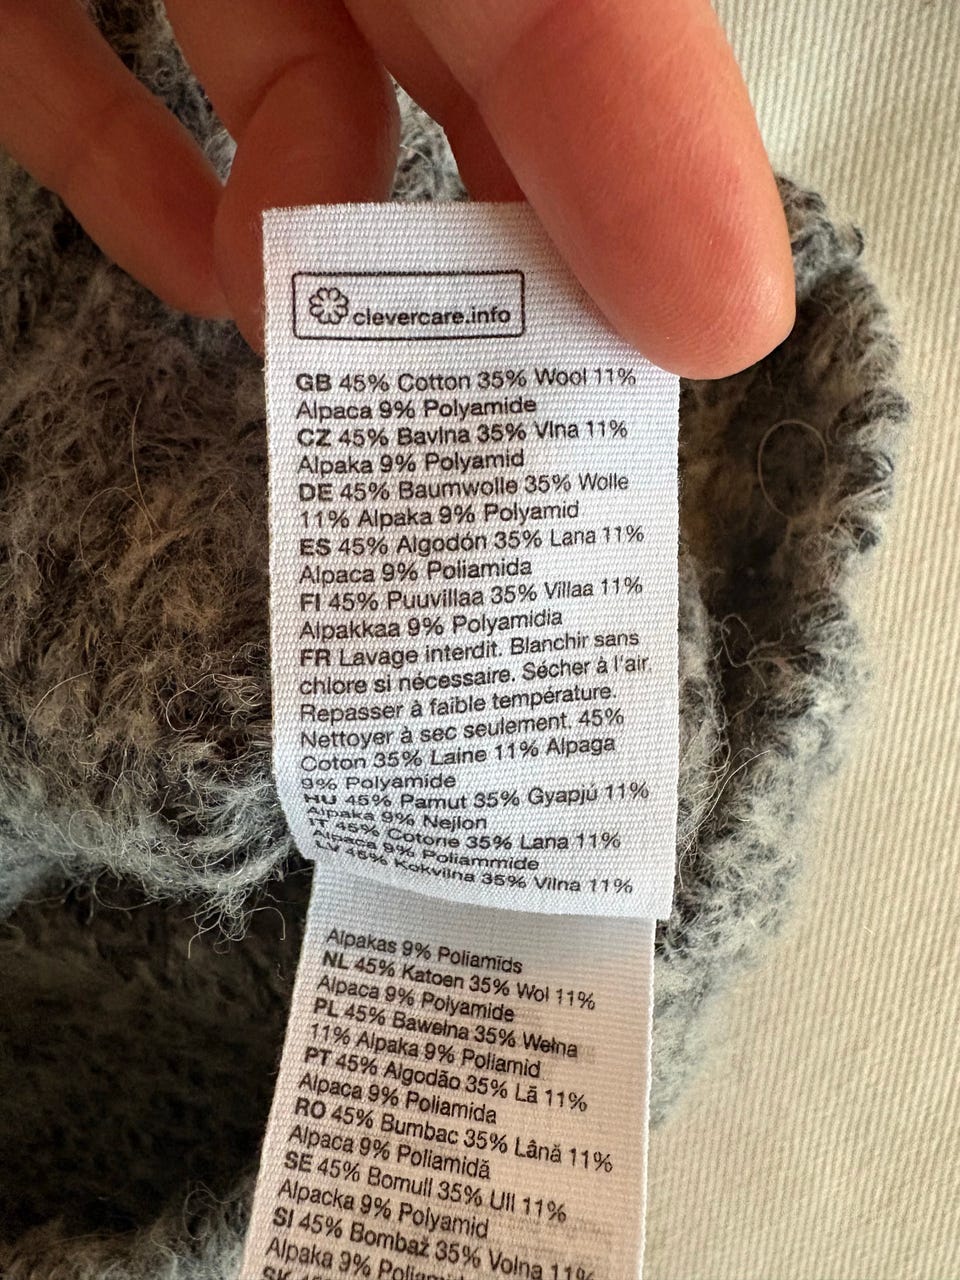 clevercare.info
GB 45% Cotton 35% Wool 11%
Alpaca 9% Polyamide
CZ 45% Bavlna 35% Vlna 11%
Alpaka 9% Polyamid
DE 45% Baumwolle 35% Wolle
11% Alpaka 9% Polyamid
ES 45% Algodón 35% Lana 11%
Alpaca 9% Poliamida
FI 45% Puuvillaa 35% Villaa 11%
Alpakkaa 9% Polyamidia
FR Lavage interdit. Blanchir sans
chlore si nécessaire. Sécher à l'air.
Repasser à faible température.
Nettoyer à sec seulement. 45%
Coton 35% Laine 11% Alpaga
9% Polyamide
HU 45% Pamut 35% Gyapjú 11%
Alpaka 9% Nejlon
IT 45% Cotone 35% Lana 11%
Alpaca 9% Poliammide
LV 45% Kokvilna 35% Vilna 11%
Alpakas 9% Poliamīds
NL 45% Katoen 35% Wol 11%
Alpaca 9% Polyamide
PL 45% Bawełna 35% Wełna
11% Alpaka 9% Poliamid
PT 45% Algodão 35% Lã 11%
Alpaca 9% Poliamida
RO 45% Bumbac 35% Lână 11%
Alpaca 9% Poliamidă
SE 45% Bomull 35% Ull 11%
Alpacka 9% Polyamid
SI 45% Bombaž 35% Volna 11%
Alpaka 9%